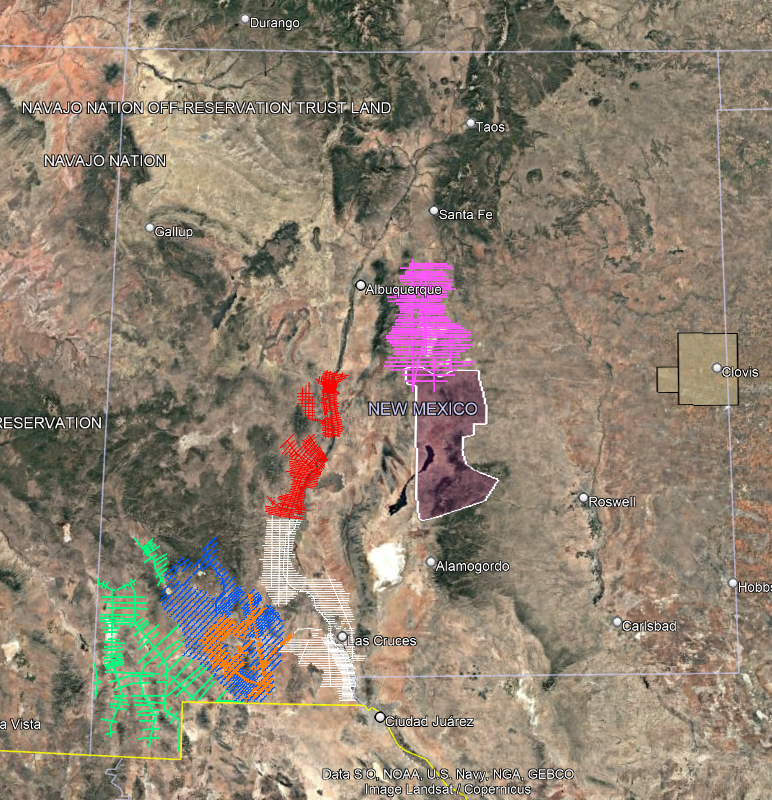 Durango
NAVAJO NATION OFF-RESERVATION TRUST LAND
Taos
NAVAJO NATION
Santa Fe
Gallup
Albuquerque
Clovis
NEW MEXICO
RESERVATION
Roswell
Alamogordo
Hobbs
Carlsbad
Las Cruces
a Vista
Ciudad Juárez
Data SIO, NOAA, U.S. Navy, NGA, GEBCO
Image Landsat / Copernicus